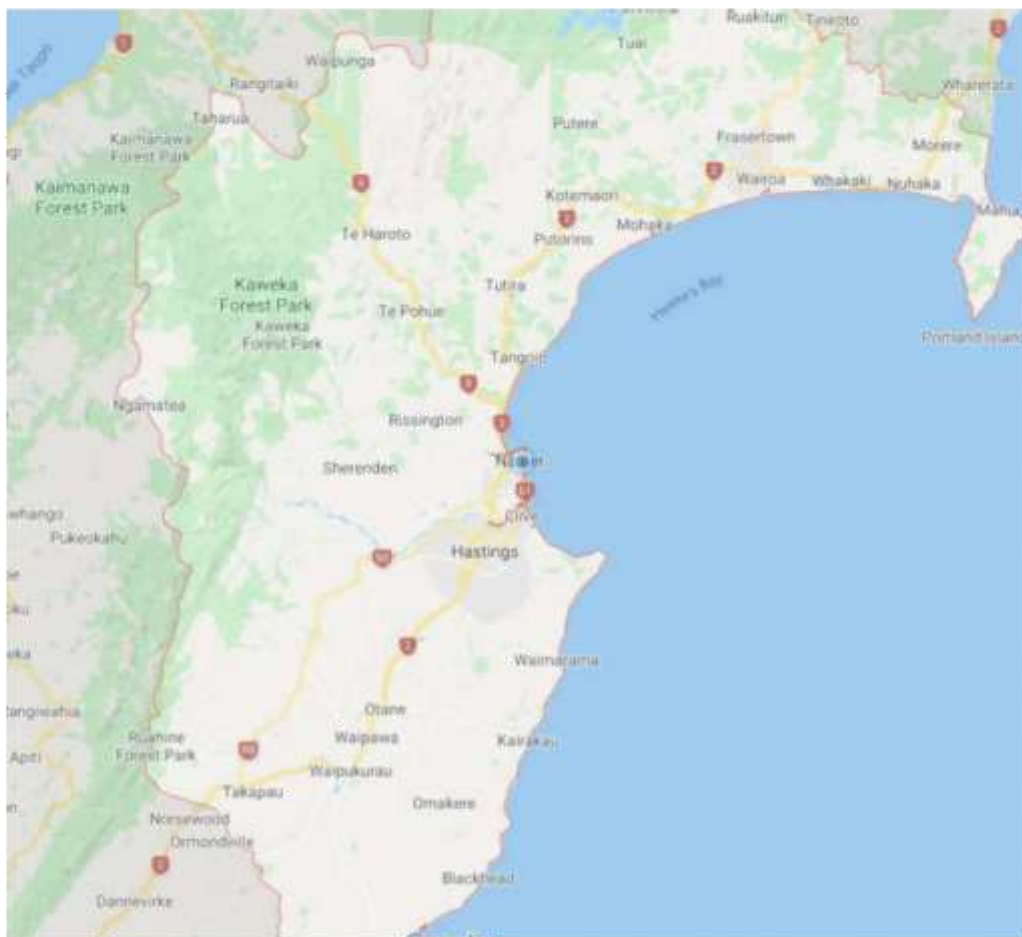 Ruakituri
Tiniroto
Tuai
Waipunga
Rangitaiki
Wharerata
Taharua
Putere
Kaimanawa
Forest Park
Frasertown
Morere
Kaimanawa
Forest Park
Wairoa
Whakaki
Nuhaka
Kotemaori
Mohaka
Te Haroto
Putorino
Kaweka
Forest Park
Kaweka
Forest Park
Tutira
Hawke's Bay
Te Pohue
Portland Island
Tangoio
Ngamatea
Rissington
Sherenden
Napier
Clive
Pukeokahu
Hastings
2
Waimarama
Otane
Ruahine
Forest Park
Waipawa
Kairakau
Apiti
Waipukurau
Takapau
Omakere
Norsewood
Ormondville
Blackhead
Dannevirke